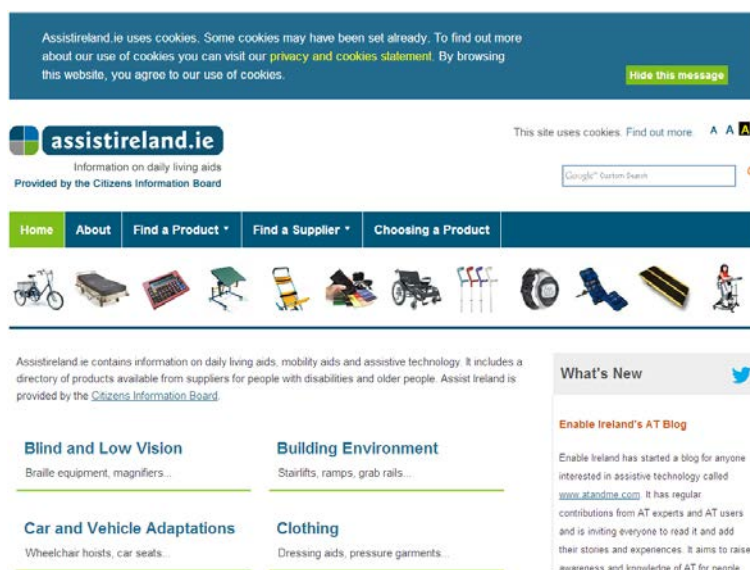 Assistireland.ie uses cookies. Some cookies may have been set already. To find out more
about our use of cookies you can visit our privacy and cookies statement. By browsing
this website, you agree to our use of cookies.
Hide this message
assistireland.ie
Information on daily living aids
Provided by the Citizens Information Board
This site uses cookies. Find out more A A A
Google™ Custom Search
Home About Find a Product Find a Supplier Choosing a Product
Assistireland.ie contains information on daily living aids, mobility aids and assistive technology. It includes a
directory of products available from suppliers for people with disabilities and older people. Assist Ireland is
provided by the Citizens Information Board.
Blind and Low Vision
Braille equipment, magnifiers...
Building Environment
Stairlifts, ramps, grab rails...
Car and Vehicle Adaptations
Wheelchair hoists, car seats...
Clothing
Dressing aids, pressure garments...
What's New
Enable Ireland's AT Blog
Enable Ireland has started a blog for anyone
interested in assistive technology called
www.atandme.com. It has regular
contributions from AT experts and AT users
and is inviting everyone to read it and add
their stories and experiences. It aims to raise
awareness and knowledge of AT for people